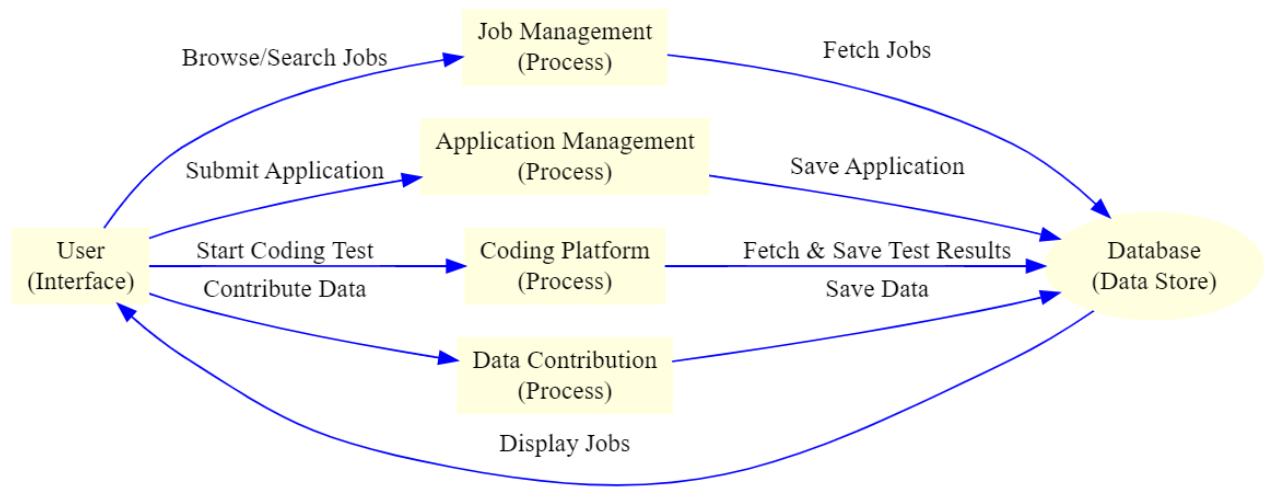 Job Management
(Process)
Browse/Search Jobs
Fetch Jobs
Application Management
(Process)
Submit Application
Save Application
User
(Interface)
Start Coding Test
Coding Platform
(Process)
Fetch & Save Test Results
Database
(Data Store)
Contribute Data
Save Data
Data Contribution
(Process)
Display Jobs